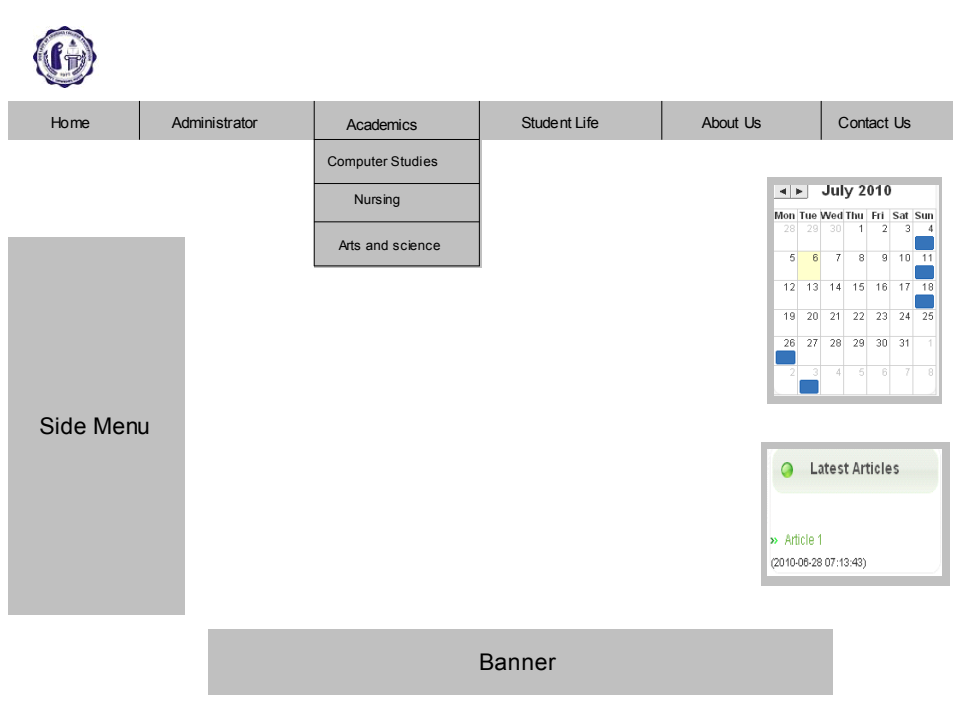 Home Administrator Academics Student Life About Us Contact Us
Computer Studies
Nursing
Arts and science
July 2010
Mon Tue Wed Thu Fri Sat Sun
28 29 30 1 2 3 4
5 6 7 8 9 10 11
12 13 14 15 16 17 18
19 20 21 22 23 24 25
26 27 28 29 30 31 1
2 3 4 5 6 7 8
Side Menu
Latest Articles
» Article 1
(2010-06-28 07:13:43)
Banner